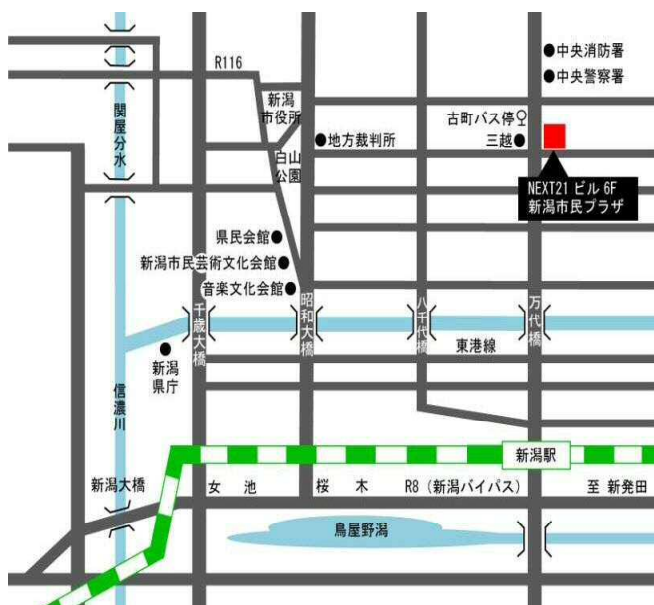 中央消防署
中央警察署
R116
関屋分水
新潟
市役所
古町バス停
地方裁判所
三越
白山
公園
NEXT21 ビル 6F
新潟市民プラザ
県民会館
新潟市民芸術文化会館
音楽文化会館
千歳大橋
昭和大橋
八千代橋
万代橋
東港線
新潟
県庁
信濃川
新潟駅
新潟大橋
女池
桜木
R8（新潟バイパス）
至 新発田
鳥屋野潟